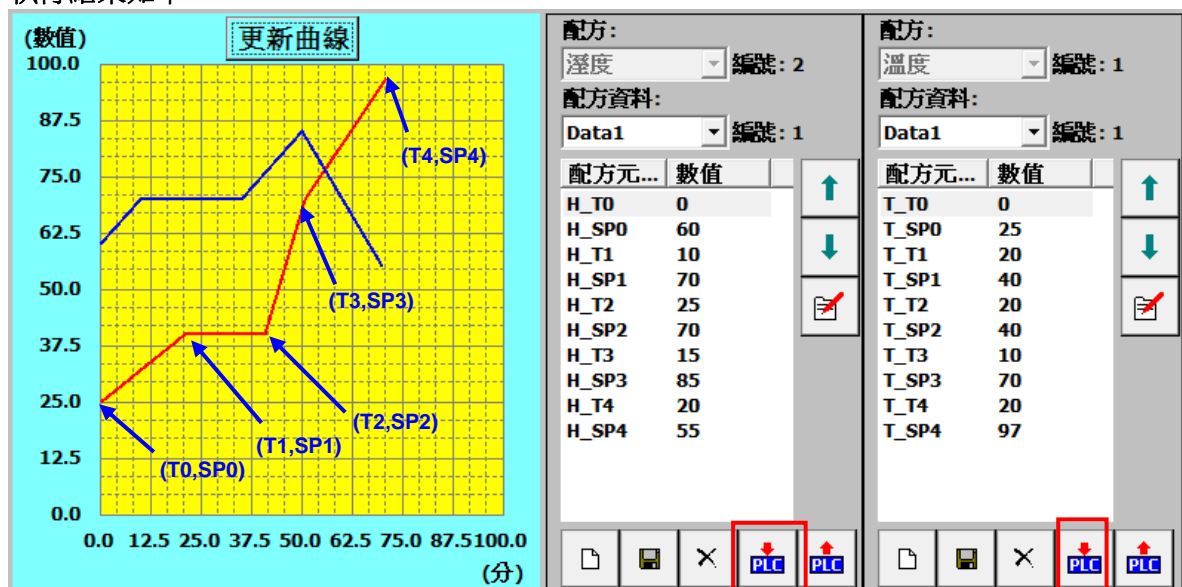 (數值)
更新曲線
100.0
87.5
75.0
62.5
50.0
37.5
25.0
12.5
0.0
0.0 12.5 25.0 37.5 50.0 62.5 75.0 87.5 100.0
(分)
(T4,SP4)
(T3,SP3)
(T2,SP2)
(T1,SP1)
(T0,SP0)
配方:
溼度 編號: 2
配方資料:
Data1 編號: 1
配方元... 數值
H_T0 0
H_SP0 60
H_T1 10
H_SP1 70
H_T2 25
H_SP2 70
H_T3 15
H_SP3 85
H_T4 20
H_SP4 55
PLC PLC
配方:
溫度 編號: 1
配方資料:
Data1 編號: 1
配方元... 數值
T_T0 0
T_SP0 25
T_T1 20
T_SP1 40
T_T2 20
T_SP2 40
T_T3 10
T_SP3 70
T_T4 20
T_SP4 97
PLC PLC